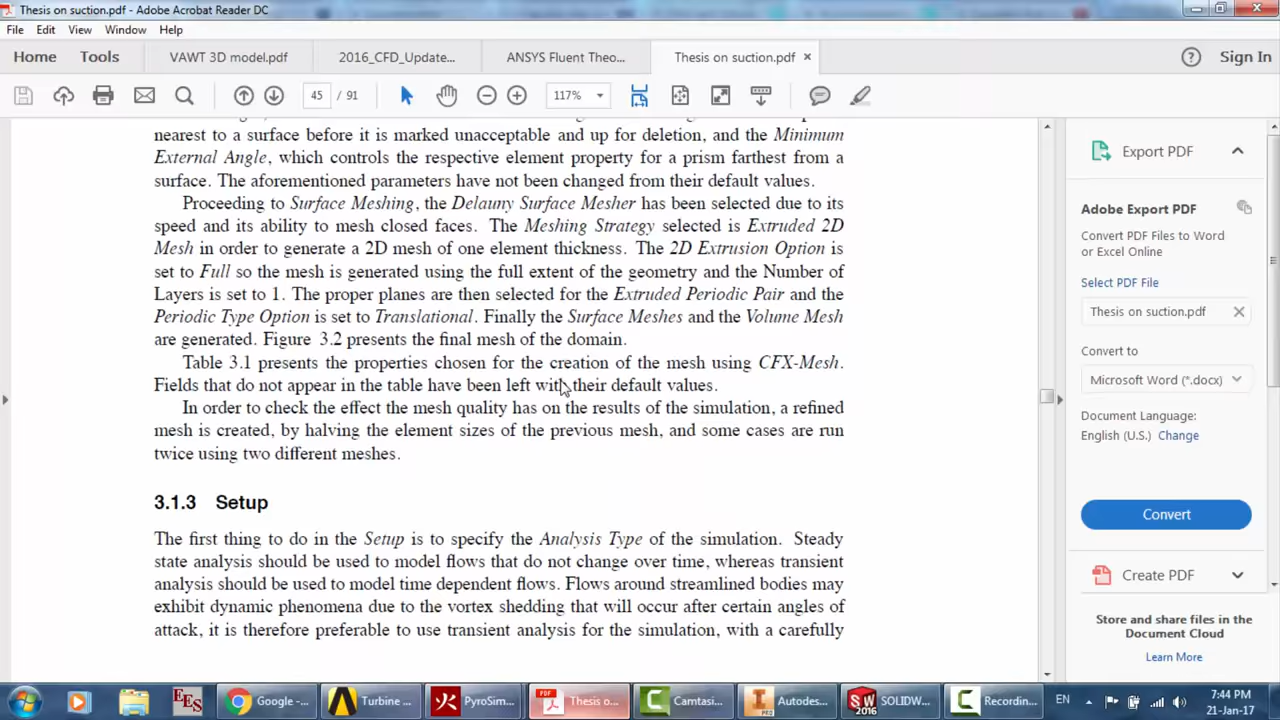 Thesis on suction.pdf - Adobe Acrobat Reader DC
File Edit View Window Help
Home Tools VAWT 3D model.pdf 2016_CFD_Update... ANSYS Fluent Theo... Thesis on suction.pdf × Sign In
45 / 91 117%
nearest to a surface before it is marked unacceptable and up for deletion, and the Minimum
External Angle, which controls the respective element property for a prism farthest from a
surface. The aforementioned parameters have not been changed from their default values.
Proceeding to Surface Meshing, the Delauny Surface Mesher has been selected due to its
speed and its ability to mesh closed faces. The Meshing Strategy selected is Extruded 2D
Mesh in order to generate a 2D mesh of one element thickness. The 2D Extrusion Option is
set to Full so the mesh is generated using the full extent of the geometry and the Number of
Layers is set to 1. The proper planes are then selected for the Extruded Periodic Pair and the
Periodic Type Option is set to Translational. Finally the Surface Meshes and the Volume Mesh
are generated. Figure 3.2 presents the final mesh of the domain.
Table 3.1 presents the properties chosen for the creation of the mesh using CFX-Mesh.
Fields that do not appear in the table have been left with their default values.
In order to check the effect the mesh quality has on the results of the simulation, a refined
mesh is created, by halving the element sizes of the previous mesh, and some cases are run
twice using two different meshes.
3.1.3 Setup
The first thing to do in the Setup is to specify the Analysis Type of the simulation. Steady
state analysis should be used to model flows that do not change over time, whereas transient
analysis should be used to model time dependent flows. Flows around streamlined bodies may
exhibit dynamic phenomena due to the vortex shedding that will occur after certain angles of
attack, it is therefore preferable to use transient analysis for the simulation, with a carefully
Export PDF
Adobe Export PDF
Convert PDF Files to Word
or Excel Online
Select PDF File
Thesis on suction.pdf
Convert to
Microsoft Word (*.docx)
Document Language:
English (U.S.) Change
Convert
Create PDF
Store and share files in the
Document Cloud
Learn More
Google -... Turbine ... PyroSim... Thesis o... Camtasi... Autodes... SOLIDW... Recordin... EN 7:44 PM
21-Jan-17